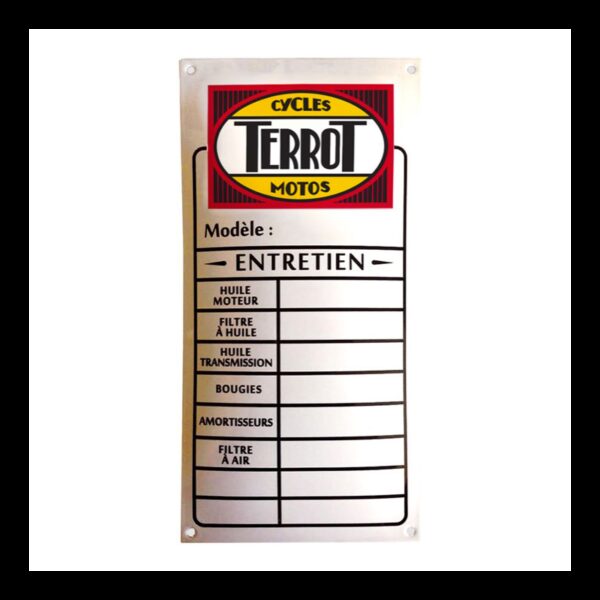 CYCLES
TERROT
MOTOS
Modèle :
ENTRETIEN
HUILE
MOTEUR
FILTRE
À HUILE
HUILE
TRANSMISSION
BOUGIES
AMORTISSEURS
FILTRE
À AIR